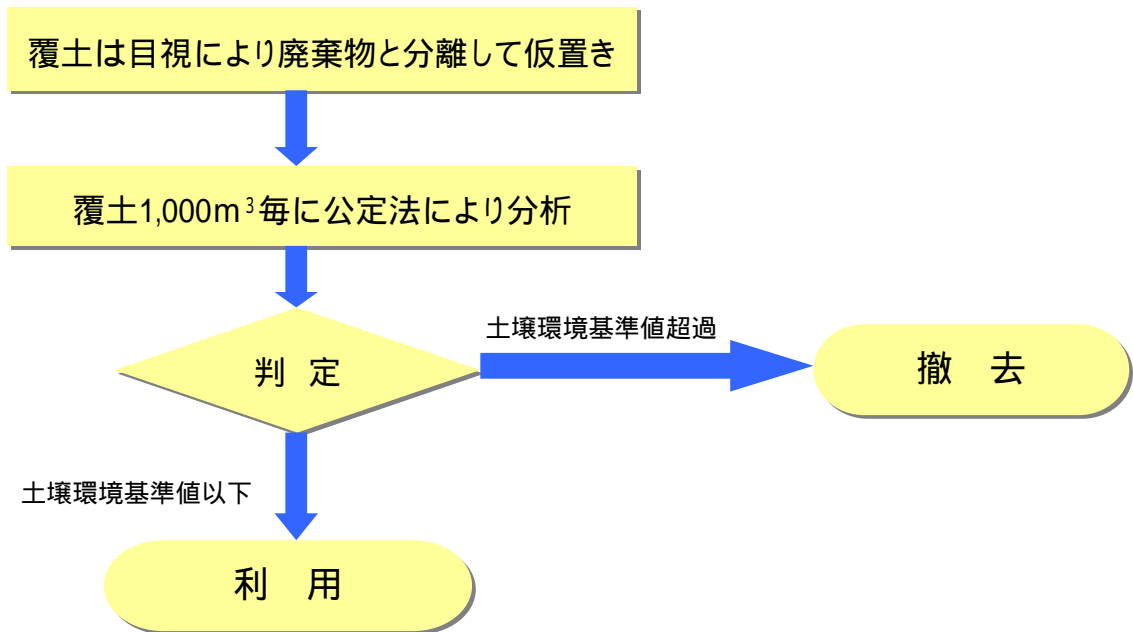 覆土は目視により廃棄物と分離して仮置き
覆土1,000m³毎に公定法により分析
土壌環境基準値超過
判 定
撤 去
土壌環境基準値以下
利 用